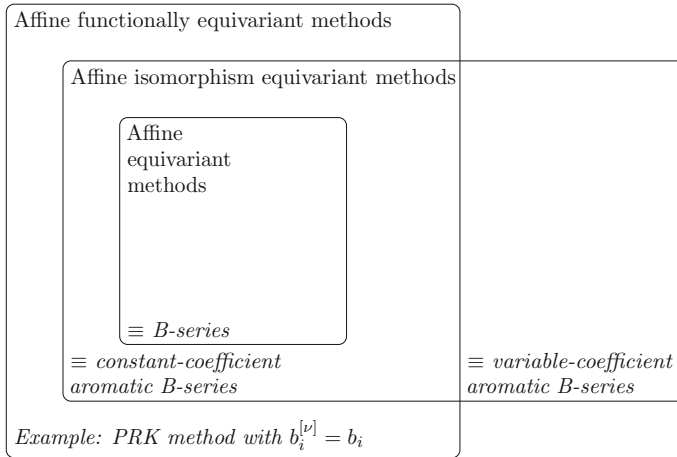 Affine functionally equivariant methods
Affine isomorphism equivariant methods
Affine
equivariant
methods
≡ B-series
≡ constant-coefficient
aromatic B-series
≡ variable-coefficient
aromatic B-series
Example: PRK method with b_i^{[ν]} = b_i